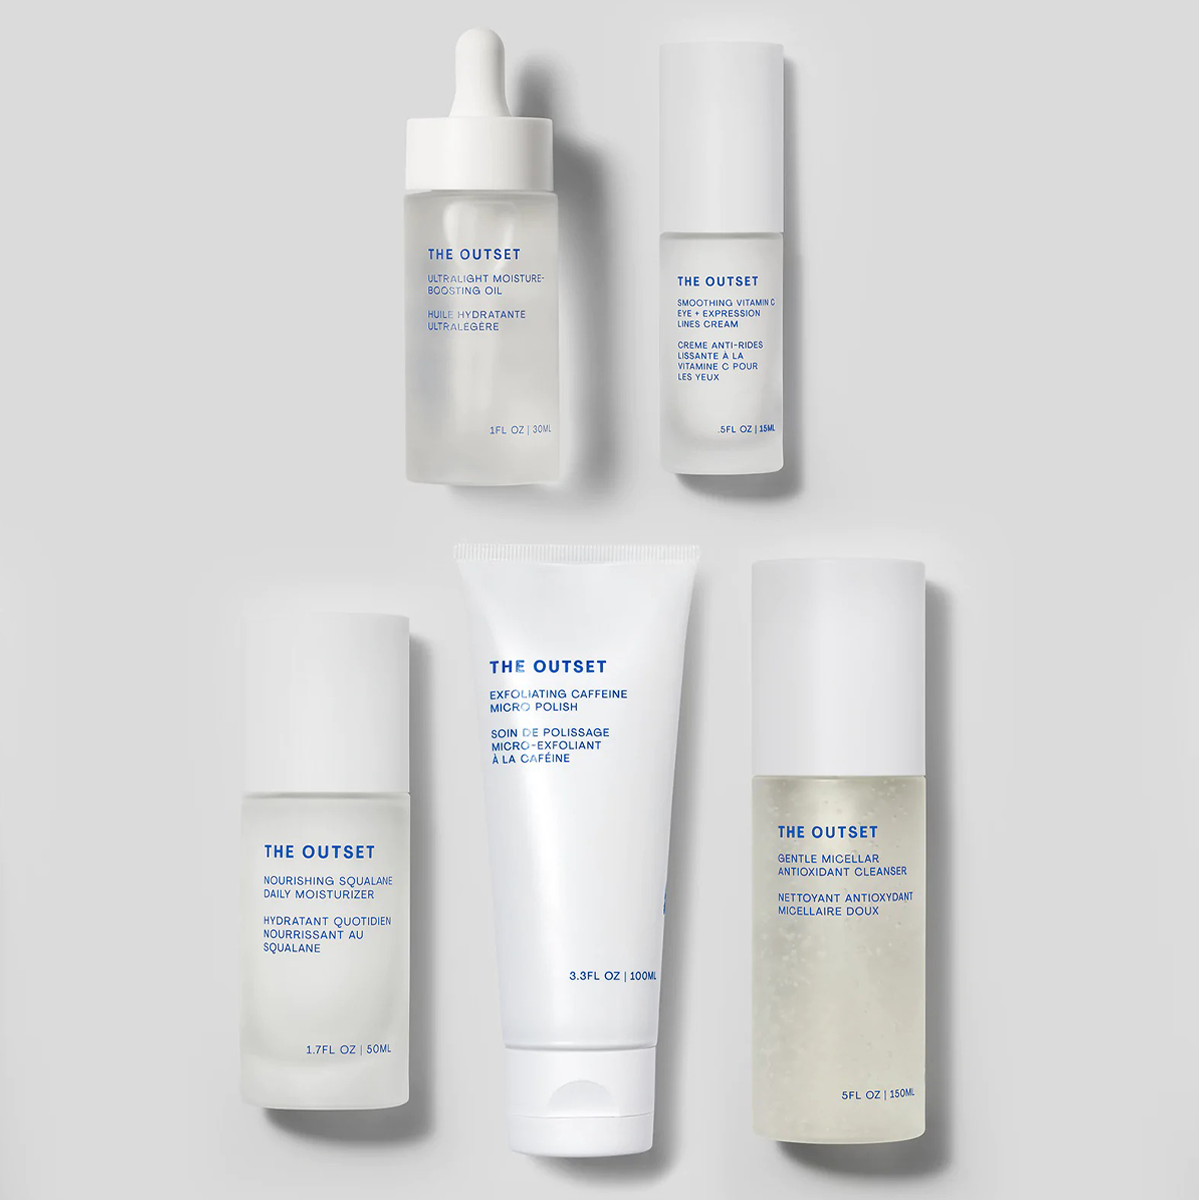 THE OUTSET
ULTRALIGHT MOISTURE-
BOOSTING OIL
HUILE HYDRATANTE
ULTRALÉGÈRE
1FL OZ | 30ML
THE OUTSET
SMOOTHING VITAMIN C
EYE + EXPRESSION
LINES CREAM
CREME ANTI-RIDES
LISSANTE À LA
VITAMINE C POUR
LES YEUX
.5FL OZ | 15ML
THE OUTSET
NOURISHING SQUALANE
DAILY MOISTURIZER
HYDRATANT QUOTIDIEN
NOURRISSANT AU
SQUALANE
1.7FL OZ | 50ML
THE OUTSET
EXFOLIATING CAFFEINE
MICRO POLISH
SOIN DE POLISSAGE
MICRO-EXFOLIANT
À LA CAFÉINE
3.3FL OZ | 100ML
THE OUTSET
GENTLE MICELLAR
ANTIOXIDANT CLEANSER
NETTOYANT ANTIOXYDANT
MICELLAIRE DOUX
5FL OZ | 150ML